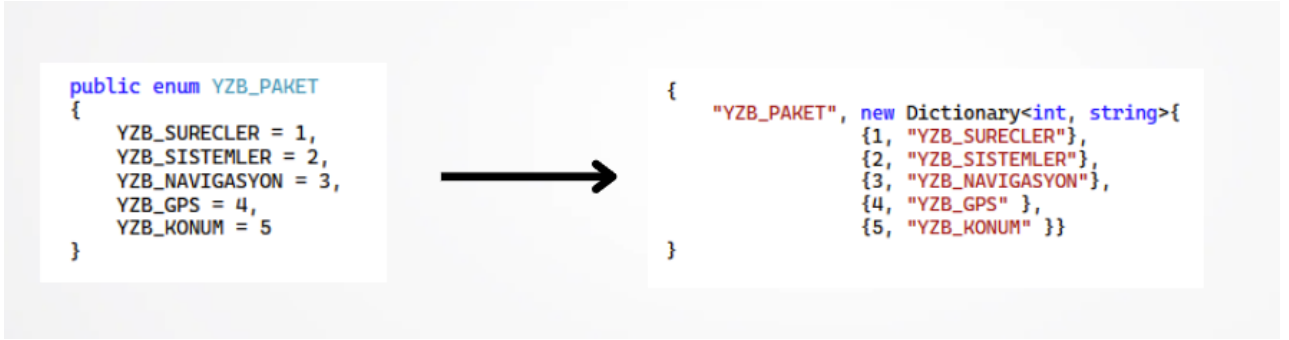 public enum YZB_PAKET
{
YZB_SURECLER = 1,
YZB_SISTEMLER = 2,
YZB_NAVIGASYON = 3,
YZB_GPS = 4,
YZB_KONUM = 5
}
{
"YZB_PAKET", new Dictionary<int, string>{
{1, "YZB_SURECLER"},
{2, "YZB_SISTEMLER"},
{3, "YZB_NAVIGASYON"},
{4, "YZB_GPS" },
{5, "YZB_KONUM" }}
}